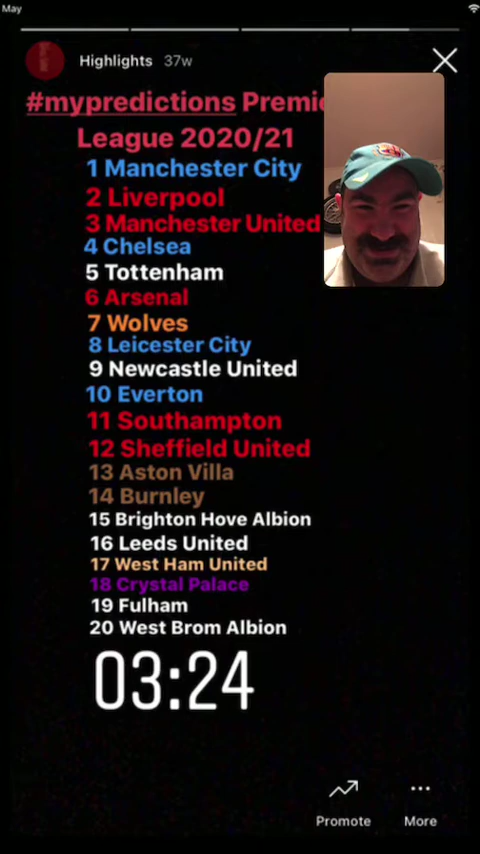 May
Highlights 37w
#mypredictions Premie
League 2020/21
1 Manchester City
2 Liverpool
3 Manchester United
4 Chelsea
5 Tottenham
6 Arsenal
7 Wolves
8 Leicester City
9 Newcastle United
10 Everton
11 Southampton
12 Sheffield United
13 Aston Villa
14 Burnley
15 Brighton Hove Albion
16 Leeds United
17 West Ham United
18 Crystal Palace
19 Fulham
20 West Brom Albion
03:24
Promote More